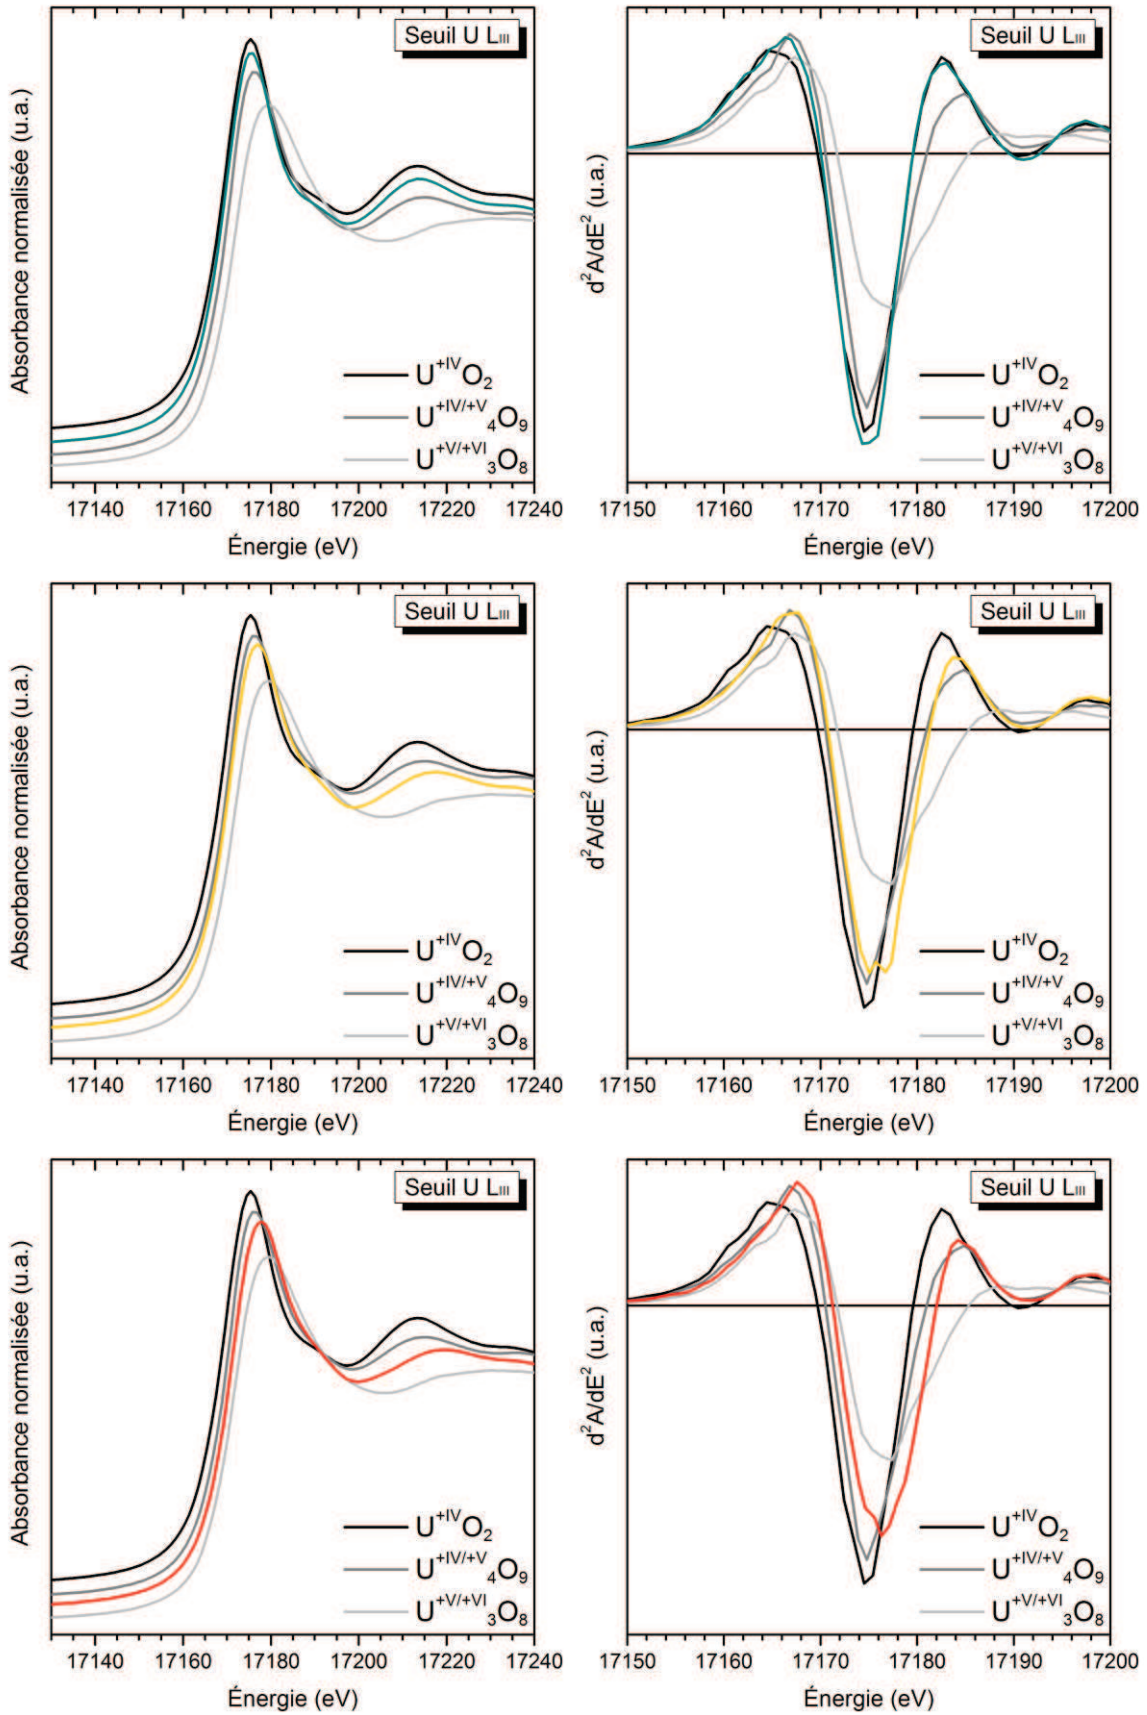 Seuil U LIII
Absorbance normalisée (u.a.)
U+IVO2
U+IV/+V4O9
U+V/+VI3O8
17140 17160 17180 17200 17220 17240
Énergie (eV)
Seuil U LIII
d2A/dE2 (u.a.)
U+IVO2
U+IV/+V4O9
U+V/+VI3O8
17150 17160 17170 17180 17190 17200
Énergie (eV)
Seuil U LIII
Absorbance normalisée (u.a.)
U+IVO2
U+IV/+V4O9
U+V/+VI3O8
17140 17160 17180 17200 17220 17240
Énergie (eV)
Seuil U LIII
d2A/dE2 (u.a.)
U+IVO2
U+IV/+V4O9
U+V/+VI3O8
17150 17160 17170 17180 17190 17200
Énergie (eV)
Seuil U LIII
Absorbance normalisée (u.a.)
U+IVO2
U+IV/+V4O9
U+V/+VI3O8
17140 17160 17180 17200 17220 17240
Énergie (eV)
Seuil U LIII
d2A/dE2 (u.a.)
U+IVO2
U+IV/+V4O9
U+V/+VI3O8
17150 17160 17170 17180 17190 17200
Énergie (eV)